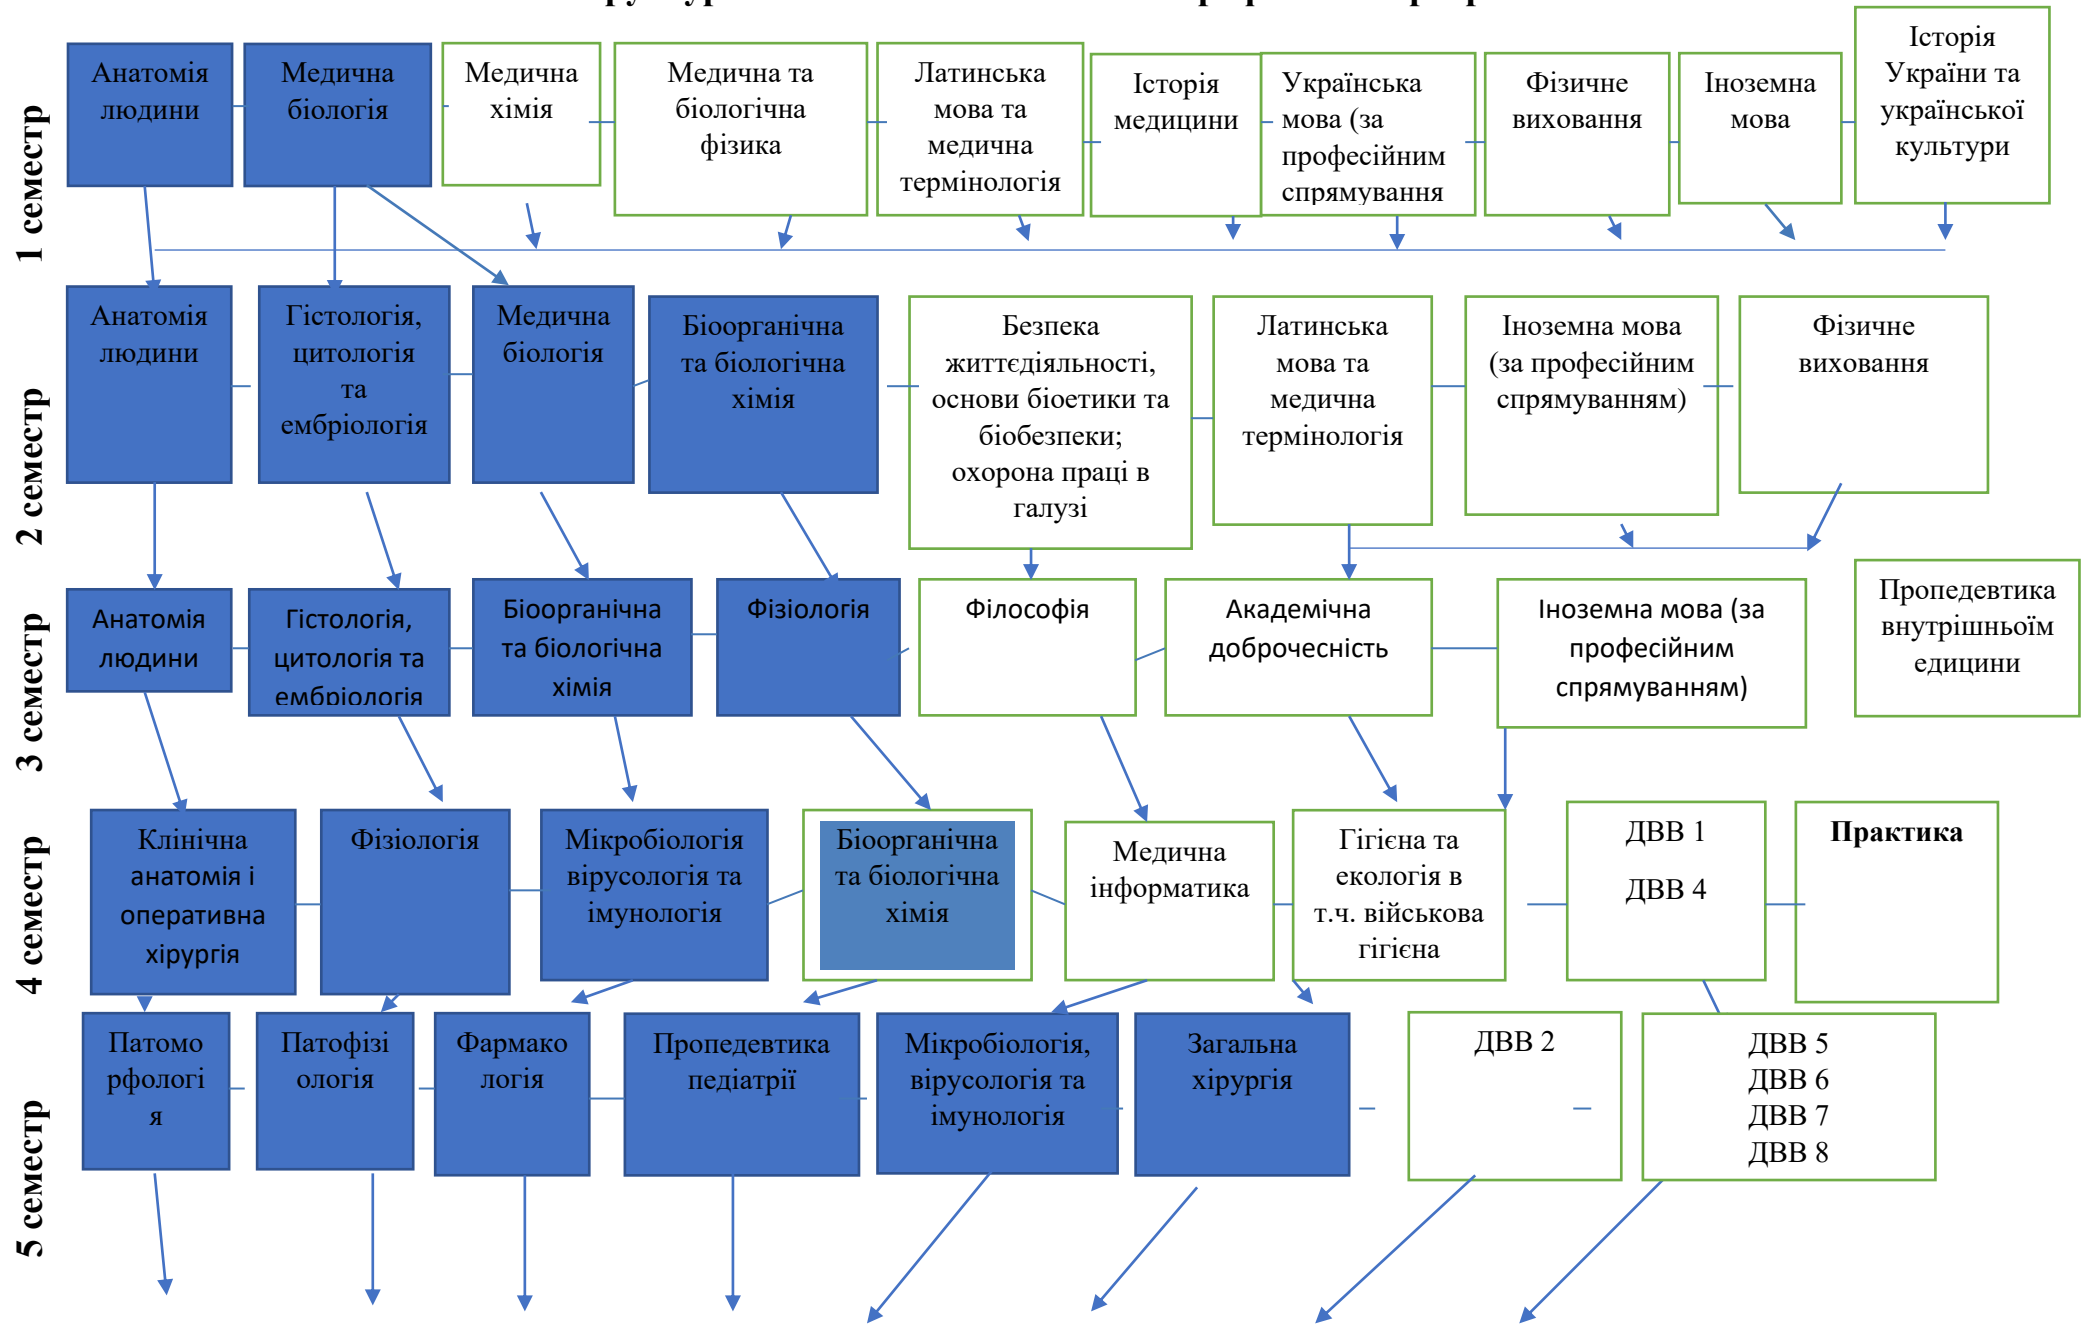 1 семестр
Анатомія
людини
Медична
біологія
Медична
хімія
Медична та
біологічна
фізика
Латинська
мова та
медична
термінологія
Історія
медицини
Українська
мова (за
професійним
спрямування
Фізичне
виховання
Іноземна
мова
Історія
України та
української
культури
2 семестр
Анатомія
людини
Гістологія,
цитологія
та
ембріологія
Медична
біологія
Біоорганічна
та біологічна
хімія
Безпека
життєдіяльності,
основи біоетики та
біобезпеки;
охорона праці в
галузі
Латинська
мова та
медична
термінологія
Іноземна мова
(за професійним
спрямуванням)
Фізичне
виховання
3 семестр
Анатомія
людини
Гістологія,
цитологія та
ембріологія
Біоорганічна
та біологічна
хімія
Фізіологія
Філософія
Академічна
доброчесність
Іноземна мова (за
професійним
спрямуванням)
Пропедевтика
внутрішньоїм
едицини
4 семестр
Клінічна
анатомія і
оперативна
хірургія
Фізіологія
Мікробіологія
вірусологія та
імунологія
Біоорганічна
та біологічна
хімія
Медична
інформатика
Гігієна та
екологія в
т.ч. військова
гігієна
ДВВ 1
ДВВ 4
Практика
5 семестр
Патомо
рфологі
я
Патофізі
ологія
Фармако
логія
Пропедевтика
педіатрії
Мікробіологія,
вірусологія та
імунологія
Загальна
хірургія
ДВВ 2
ДВВ 5
ДВВ 6
ДВВ 7
ДВВ 8